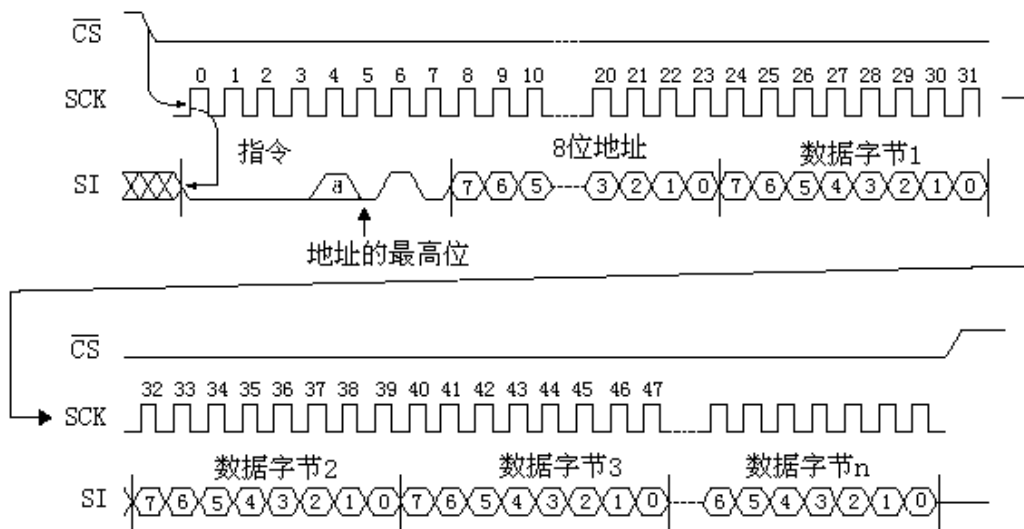 CS
0 1 2 3 4 5 6 7 8 9 10 20 21 22 23 24 25 26 27 28 29 30 31
SCK
指令 8位地址 数据字节1
SI a 7 6 5 3 2 1 0 7 6 5 4 3 2 1 0
地址的最高位
CS
32 33 34 35 36 37 38 39 40 41 42 43 44 45 46 47
SCK
数据字节2 数据字节3 数据字节n
SI 7 6 5 4 3 2 1 0 7 6 5 4 3 2 1 0 6 5 4 3 2 1 0